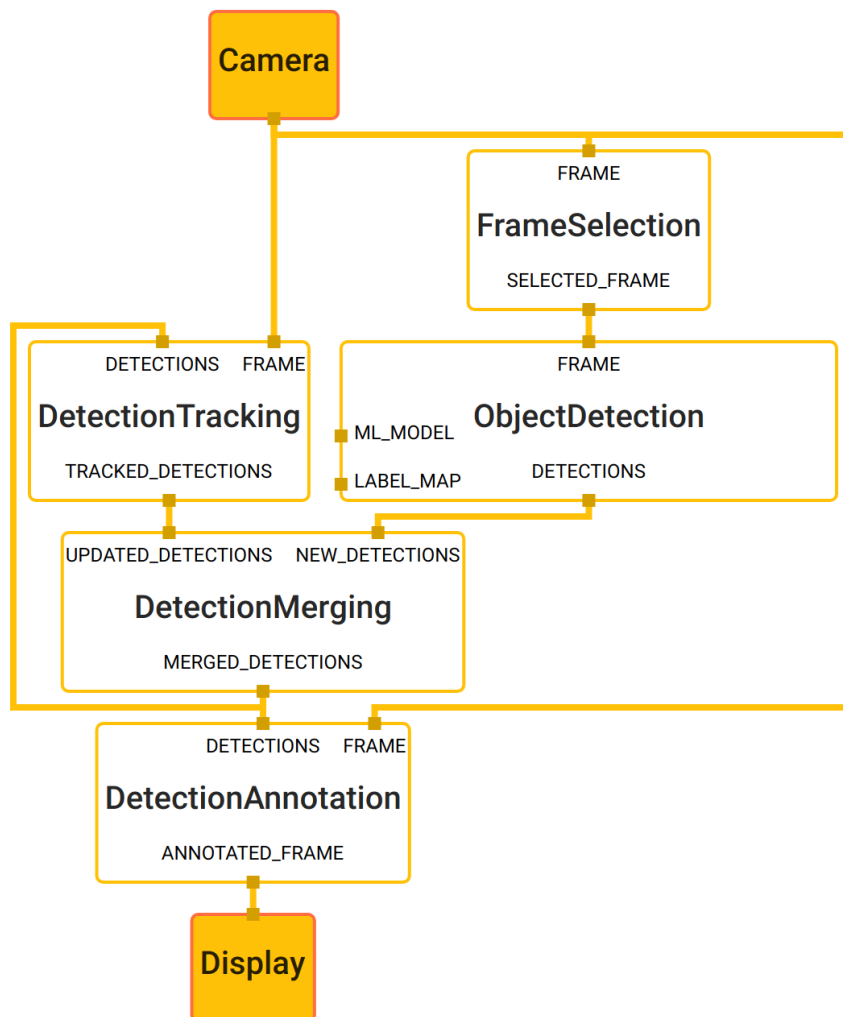 Camera
FRAME
FrameSelection
SELECTED_FRAME
DETECTIONS FRAME
DetectionTracking
TRACKED_DETECTIONS
FRAME
ObjectDetection
ML_MODEL
LABEL_MAP
DETECTIONS
UPDATED_DETECTIONS NEW_DETECTIONS
DetectionMerging
MERGED_DETECTIONS
DETECTIONS FRAME
DetectionAnnotation
ANNOTATED_FRAME
Display